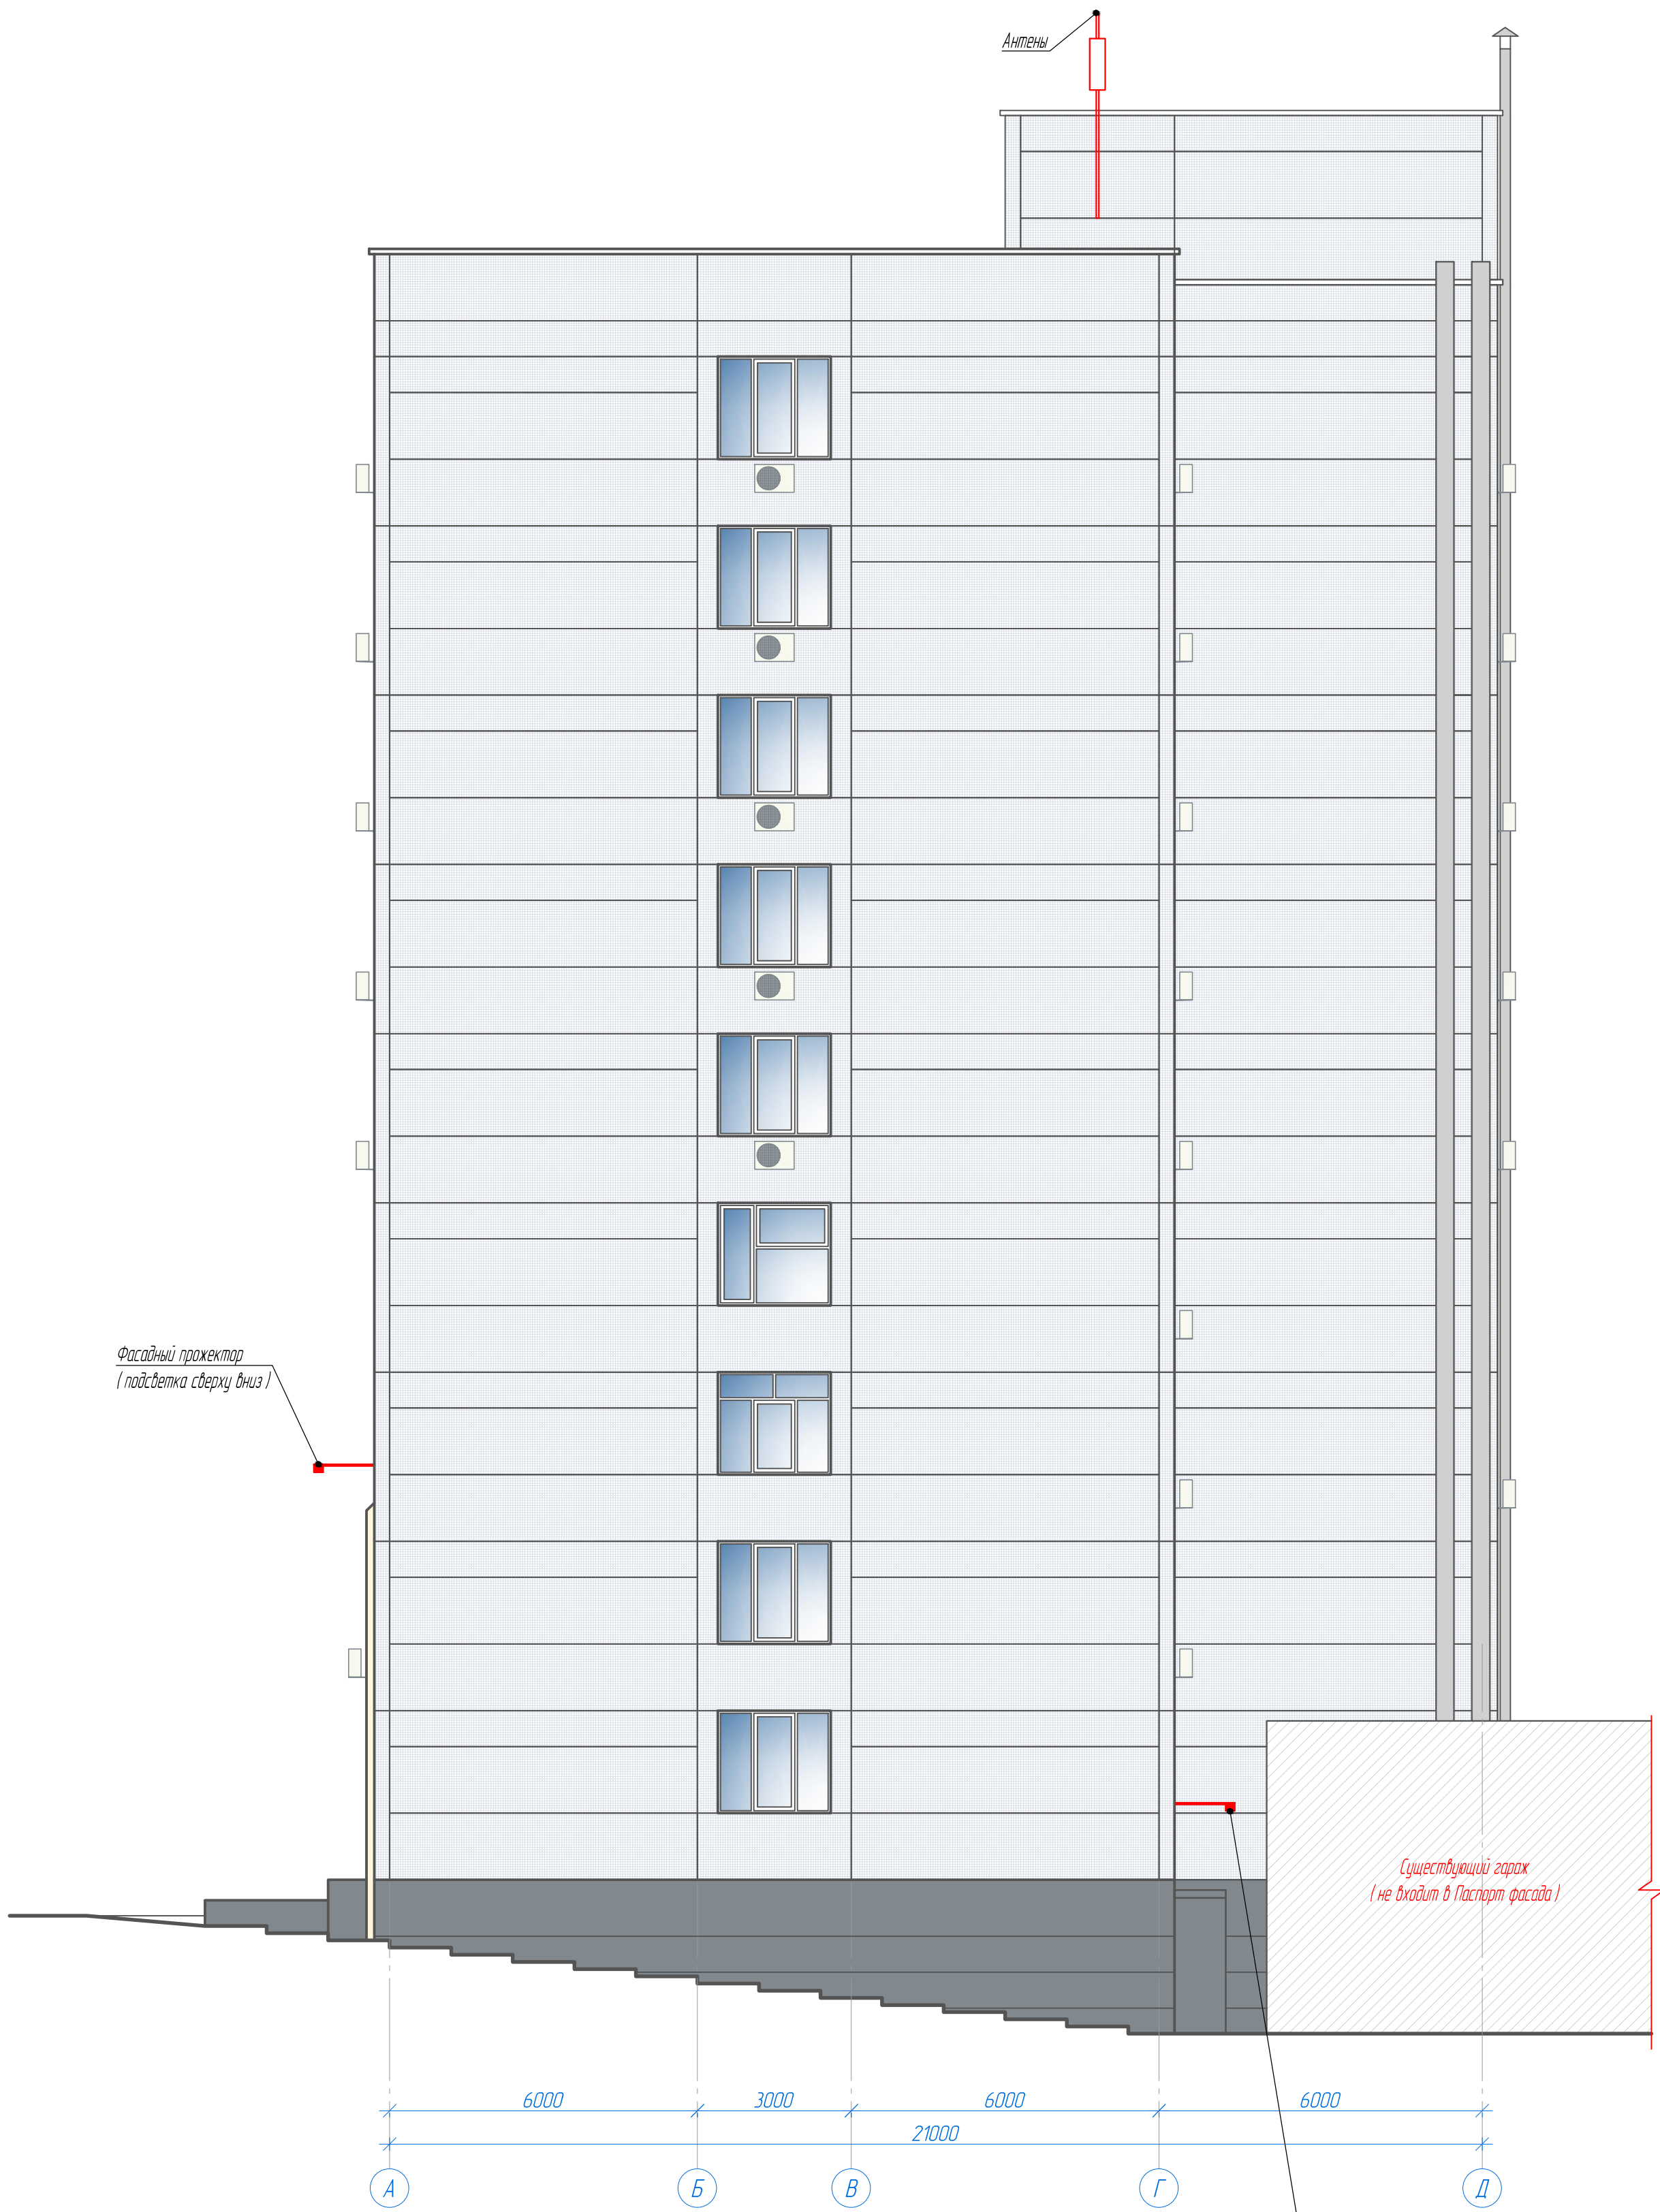 Антены
Фасадный прожектор
( подсветка сверху вниз )
Существующий гараж
( не входит в Паспорт фасада )
6000 3000 6000 6000
21000
А Б В Г Д